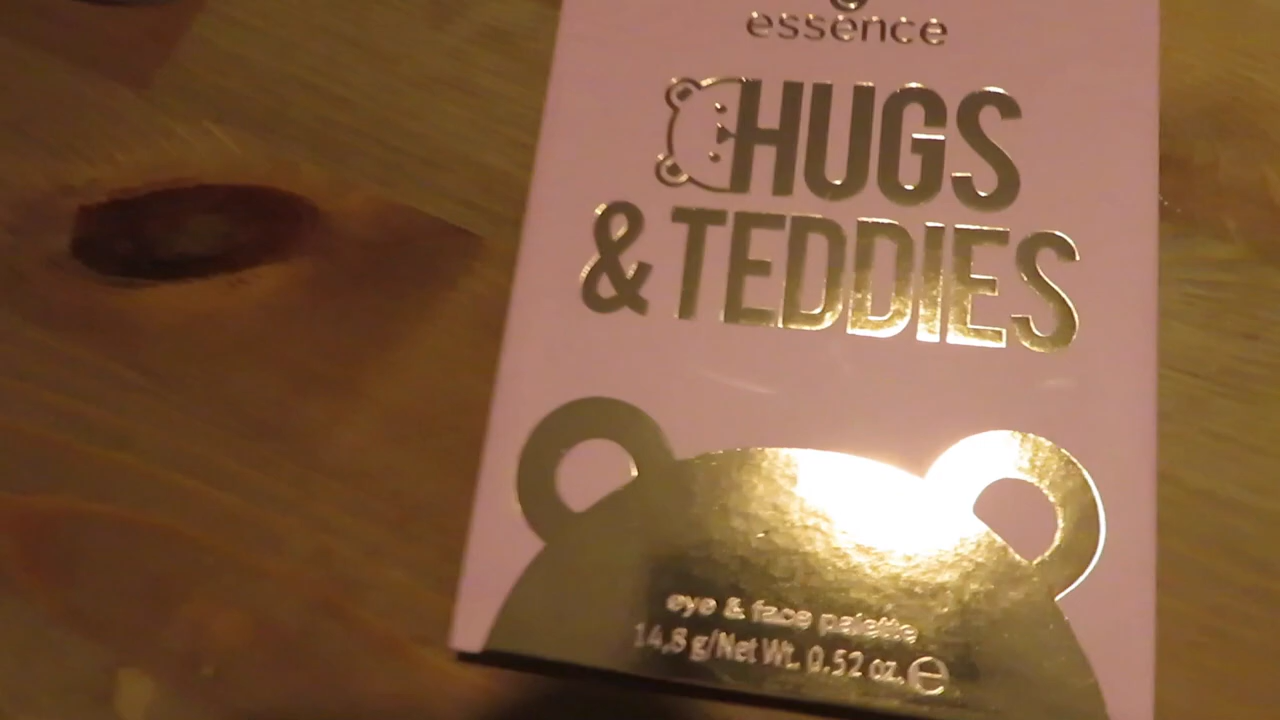 essence
HUGS
& TEDDIES
eye & face palette
14,8 g/Net Wt. 0.52 oz. ℮